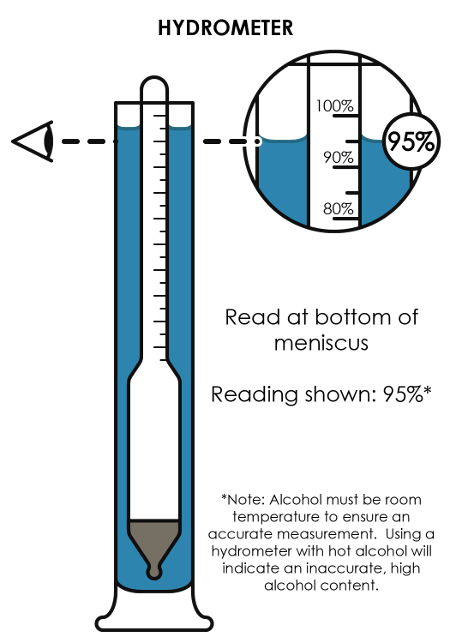 HYDROMETER
100%
95%
90%
80%
Read at bottom of
meniscus
Reading shown: 95%*
*Note: Alcohol must be room
temperature to ensure an
accurate measurement.  Using a
hydrometer with hot alcohol will
indicate an inaccurate, high
alcohol content.